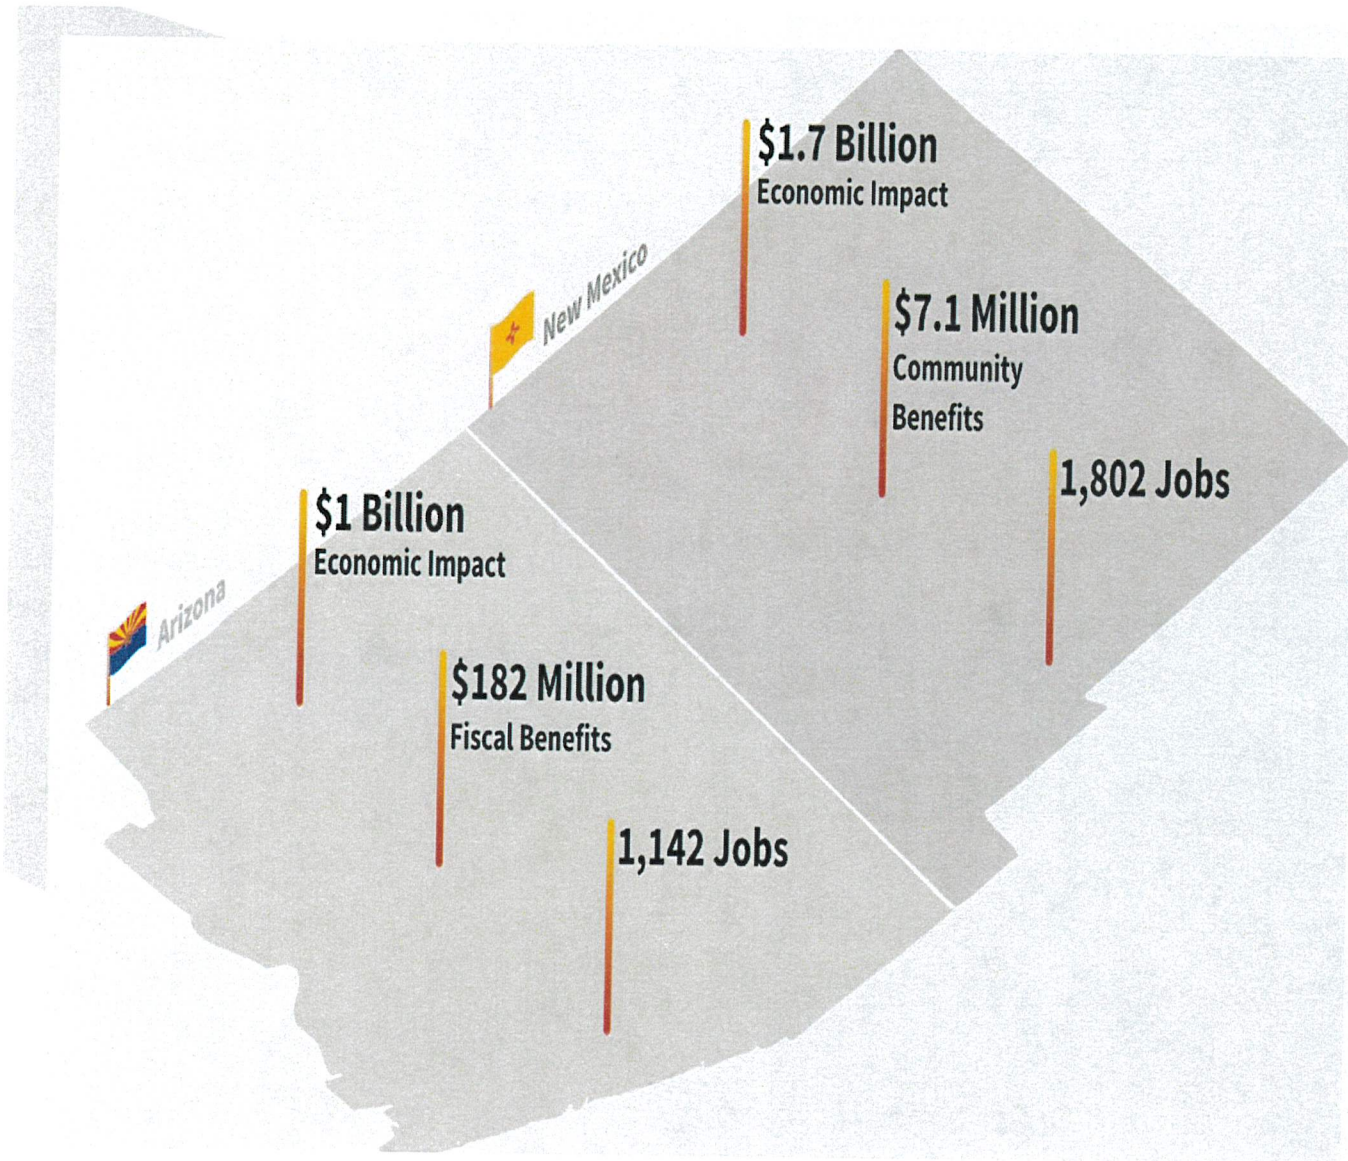 $1.7 Billion
Economic Impact
New Mexico
$7.1 Million
Community
Benefits
1,802 Jobs
$1 Billion
Economic Impact
Arizona
$182 Million
Fiscal Benefits
1,142 Jobs